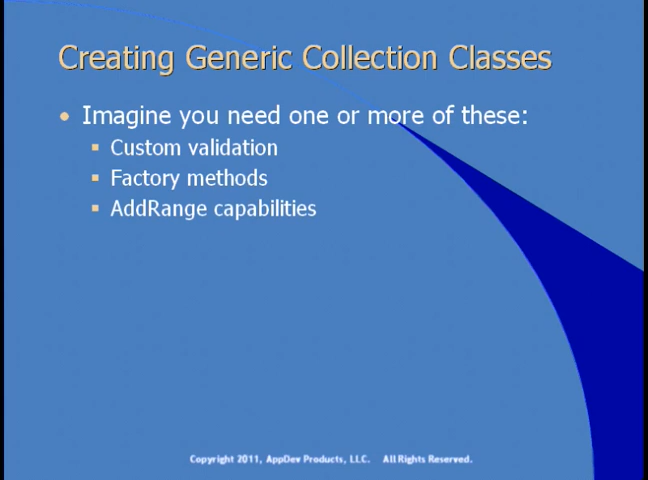 Creating Generic Collection Classes
• Imagine you need one or more of these:
▪ Custom validation
▪ Factory methods
▪ AddRange capabilities
Copyright 2011, AppDev Products, LLC. All Rights Reserved.